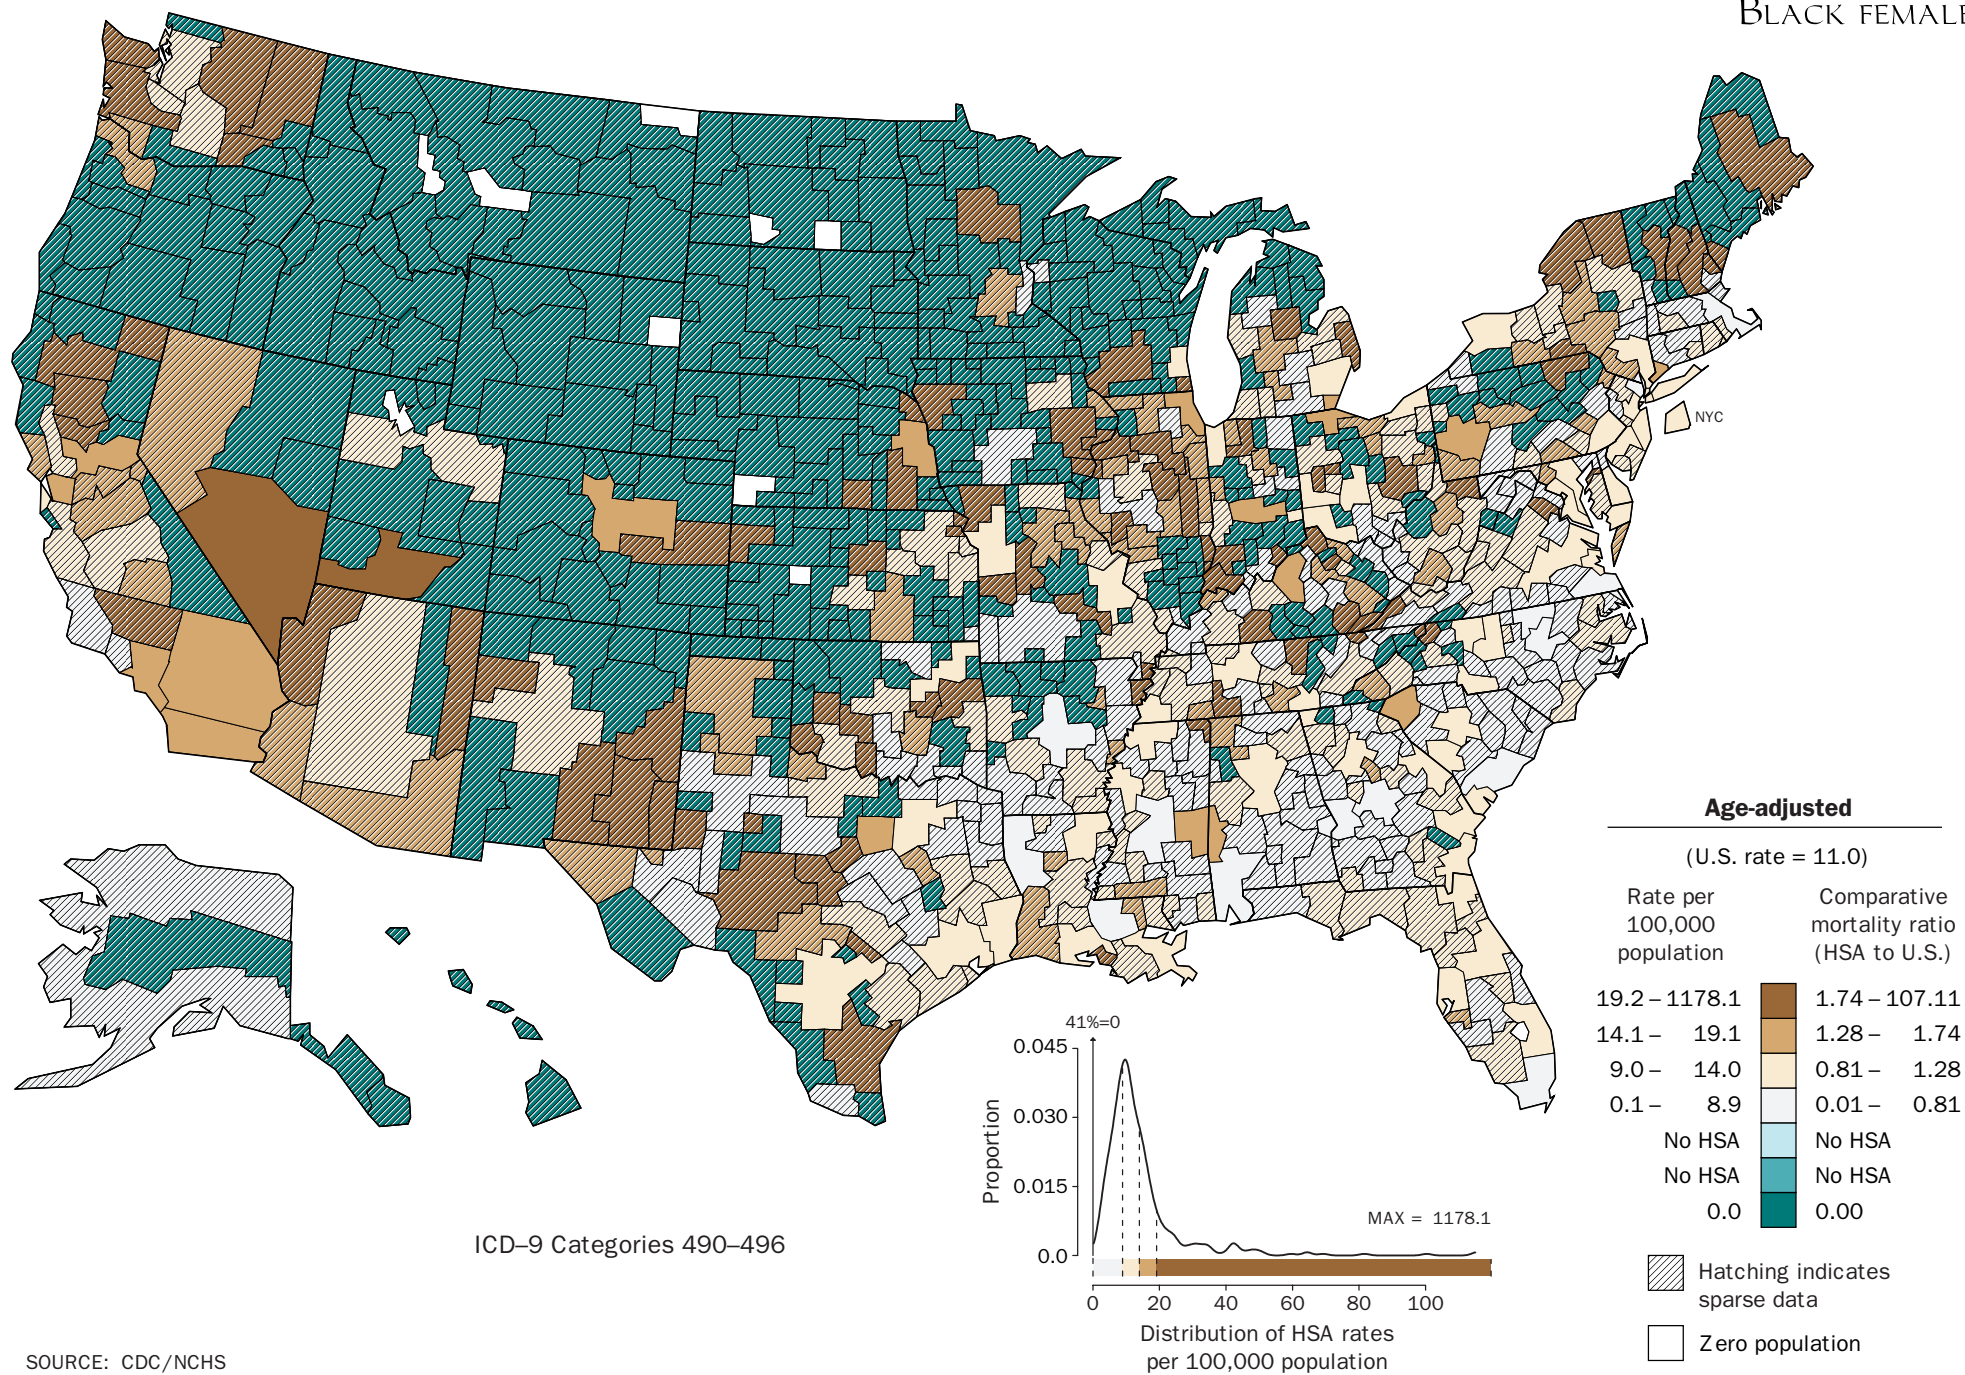 BLACK FEMALE
NYC
Age-adjusted
(U.S. rate = 11.0)
Rate per
100,000
population
Comparative
mortality ratio
(HSA to U.S.)
19.2 – 1178.1 1.74 – 107.11
14.1 – 19.1 1.28 – 1.74
9.0 – 14.0 0.81 – 1.28
0.1 – 8.9 0.01 – 0.81
No HSA No HSA
No HSA No HSA
0.0 0.00
Hatching indicates
sparse data
Zero population
41%=0
0.045
0.030
0.015
0.0
Proportion
MAX = 1178.1
0 20 40 60 80 100
Distribution of HSA rates
per 100,000 population
ICD–9 Categories 490–496
SOURCE: CDC/NCHS